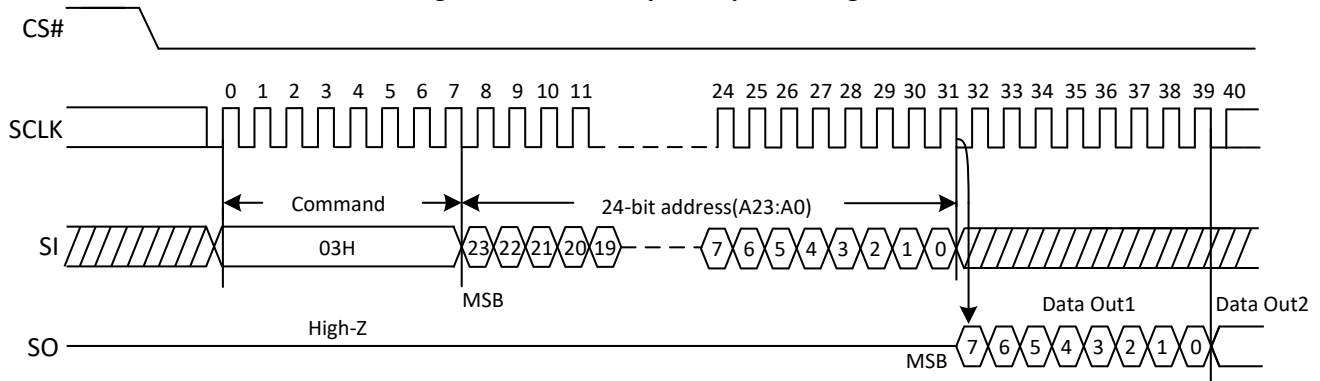 CS#
0 1 2 3 4 5 6 7 8 9 10 11 24 25 26 27 28 29 30 31 32 33 34 35 36 37 38 39 40
SCLK
Command 24-bit address(A23:A0)
SI 03H 23 22 21 20 19 7 6 5 4 3 2 1 0
MSB Data Out1 Data Out2
High-Z
SO MSB 7 6 5 4 3 2 1 0